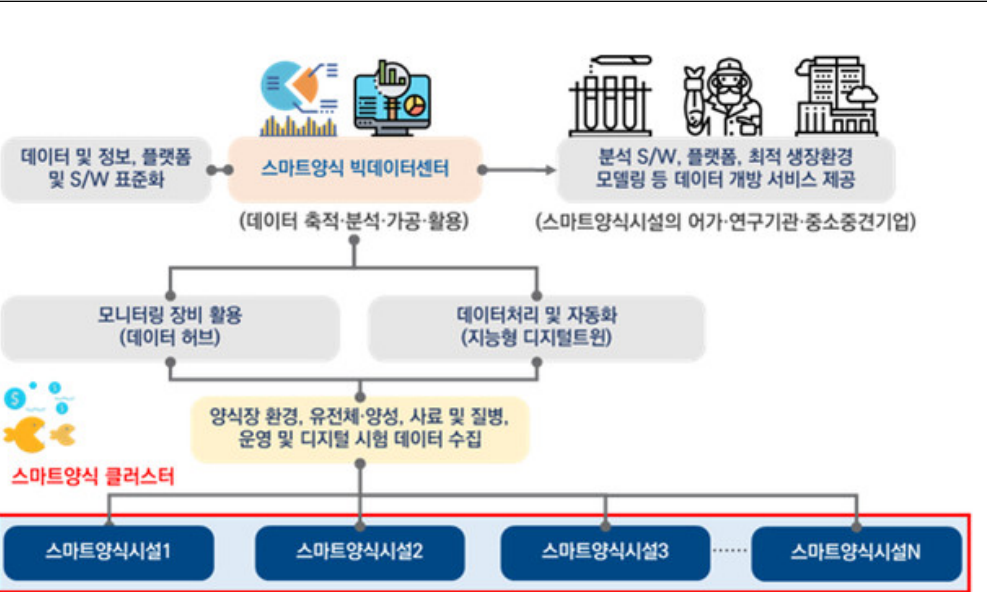 데이터 및 정보, 플랫폼
및 S/W 표준화
스마트양식 빅데이터센터
(데이터 축적·분석·가공·활용)
분석 S/W, 플랫폼, 최적 생장환경
모델링 등 데이터 개방 서비스 제공
(스마트양식시설의 어가·연구기관·중소중견기업)
모니터링 장비 활용
(데이터 허브)
데이터처리 및 자동화
(지능형 디지털트윈)
양식장 환경, 유전체·양성, 사료 및 질병,
운영 및 디지털 시험 데이터 수집
스마트양식 클러스터
스마트양식시설1
스마트양식시설2
스마트양식시설3
......
스마트양식시설N